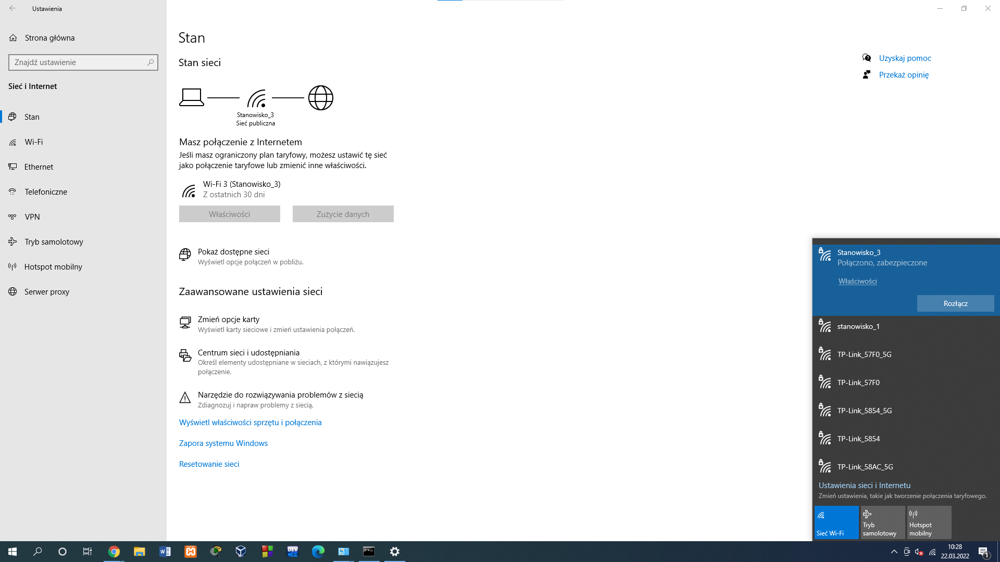 Ustawienia
Strona główna
Znajdź ustawienie
Sieć i Internet
Stan
Wi-Fi
Ethernet
Telefoniczne
VPN
Tryb samolotowy
Hotspot mobilny
Serwer proxy
Stan
Stan sieci
Stanowisko_3
Sieć publiczna
Masz połączenie z Internetem
Jeśli masz ograniczony plan taryfowy, możesz ustawić tę sieć
jako połączenie taryfowe lub zmienić inne właściwości.
Wi-Fi 3 (Stanowisko_3)
Z ostatnich 30 dni
Właściwości
Zużycie danych
Pokaż dostępne sieci
Wyświetl opcje połączeń w pobliżu.
Zaawansowane ustawienia sieci
Zmień opcje karty
Wyświetl karty sieciowe i zmień ustawienia połączeń.
Centrum sieci i udostępniania
Określ elementy udostępniane w sieciach, z którymi nawiązujesz
połączenie.
Narzędzie do rozwiązywania problemów z siecią
Zdiagnozuj i napraw problemy z siecią.
Wyświetl właściwości sprzętu i połączenia
Zapora systemu Windows
Resetowanie sieci
Uzyskaj pomoc
Przekaż opinię
Stanowisko_3
Połączono, zabezpieczone
Właściwości
Rozłącz
stanowisko_1
TP-Link_57F0_5G
TP-Link_57F0
TP-Link_5854_5G
TP-Link_5854
TP-Link_58AC_5G
Ustawienia sieci i Internetu
Zmień ustawienia, takie jak tworzenie połączenia taryfowego.
Sieć Wi-Fi
Tryb
samolotowy
Hotspot
mobilny
DEV
10:28
22.03.2022
1